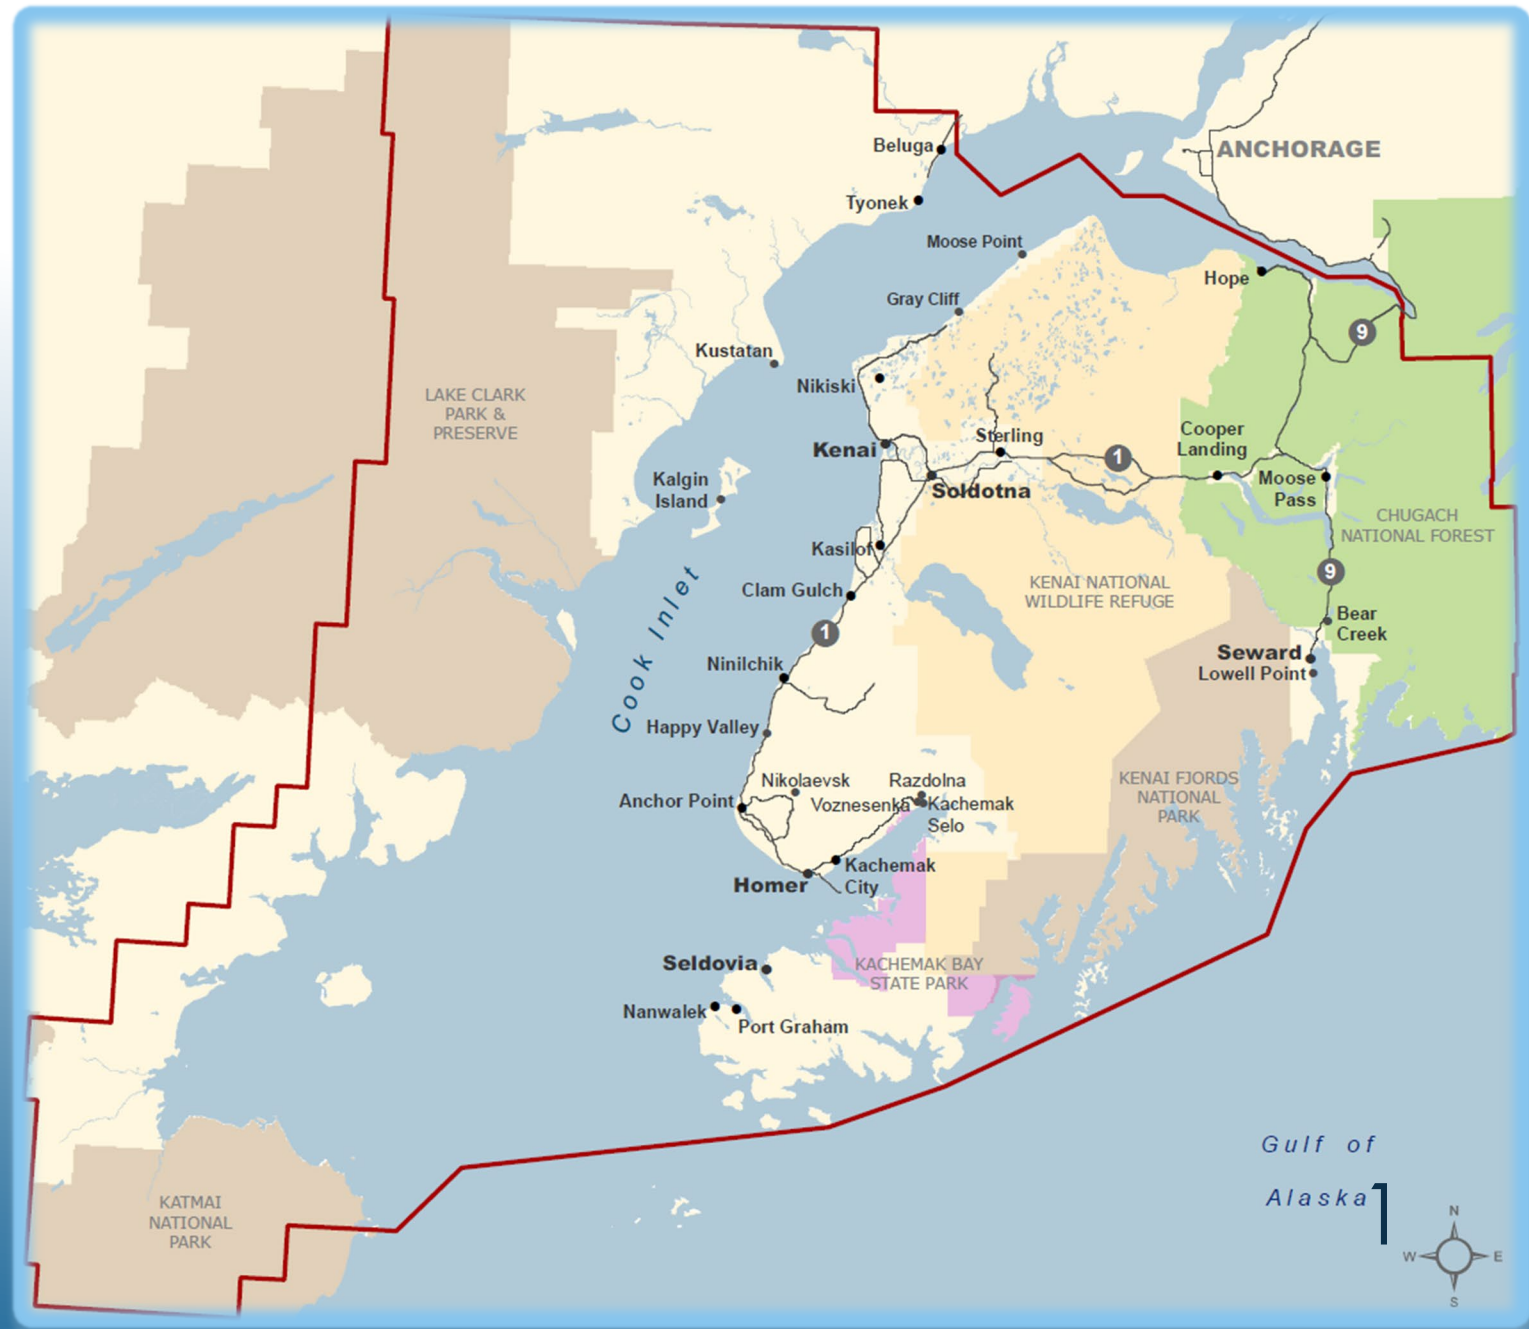 Beluga
ANCHORAGE
Tyonek
Moose Point
Hope
Gray Cliff
9
Kustatan
Nikiski
LAKE CLARK
PARK &
PRESERVE
Cooper
Landing
Sterling
Kenai
1
Kalgin
Island
Soldotna
Moose
Pass
CHUGACH
NATIONAL FOREST
Kasilof
9
Clam Gulch
KENAI NATIONAL
WILDLIFE REFUGE
Cook Inlet
1
Bear
Creek
Ninilchik
Seward
Lowell Point
Happy Valley
Nikolaevsk
Razdolna
KENAI FJORDS
NATIONAL
PARK
Anchor Point
Voznesenka
Kachemak
Selo
Kachemak
City
Homer
Seldovia
KACHEMAK BAY
STATE PARK
Nanwalek
Port Graham
Gulf of
Alaska
1
KATMAI
NATIONAL
PARK
N
W
E
S